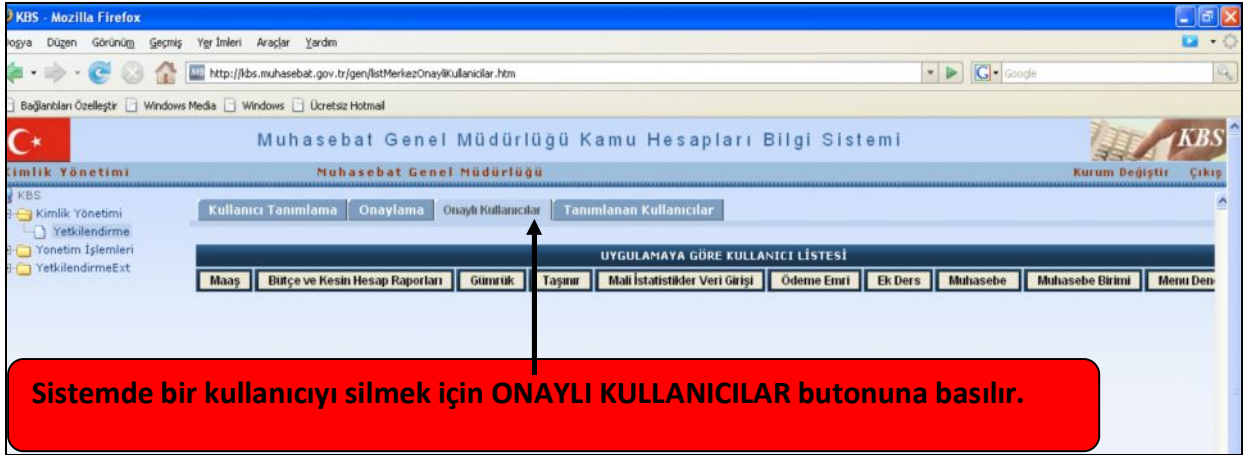 KBS - Mozilla Firefox
Dosya Düzen Görünüm Geçmiş Yer İmleri Araçlar Yardım
http://kbs.muhasebat.gov.tr/gen/listMerkezOnayliKullanicilar.htm
Google
Bağlantıları Özelleştir Windows Media Windows Ücretsiz Hotmail
Muhasebat Genel Müdürlüğü Kamu Hesapları Bilgi Sistemi
KBS
Kimlik Yönetimi Muhasebat Genel Müdürlüğü Kurum Değiştir Çıkış
KBS
Kimlik Yönetimi
Yetkilendirme
Yönetim İşlemleri
YetkilendirmeExt
Kullanıcı Tanımlama Onaylama Onaylı Kullanıcılar Tanımlanan Kullanıcılar
UYGULAMAYA GÖRE KULLANICI LİSTESİ
Maaş Bütçe ve Kesin Hesap Raporları Gümrük Taşınır Mali İstatistikler Veri Girişi Ödeme Emri Ek Ders Muhasebe Muhasebe Birimi Menu Den
Sistemde bir kullanıcıyı silmek için ONAYLI KULLANICILAR butonuna basılır.